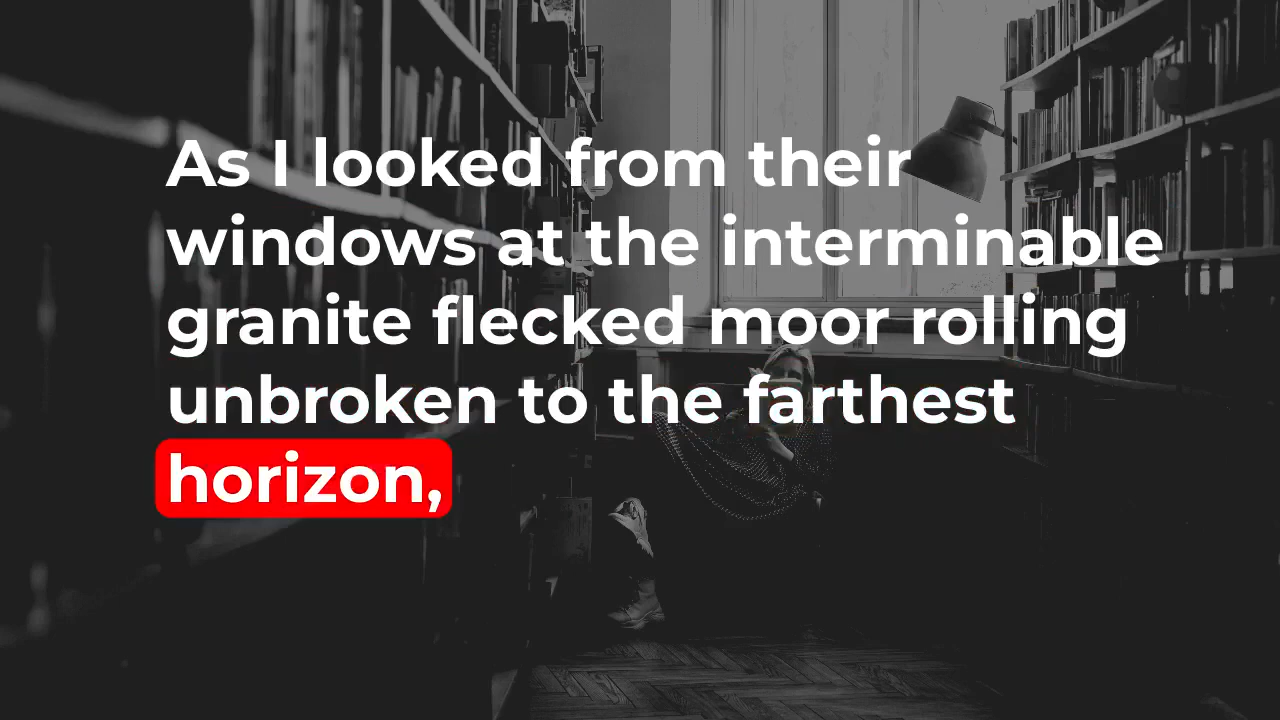 As I looked from their
windows at the interminable
granite flecked moor rolling
unbroken to the farthest
horizon,